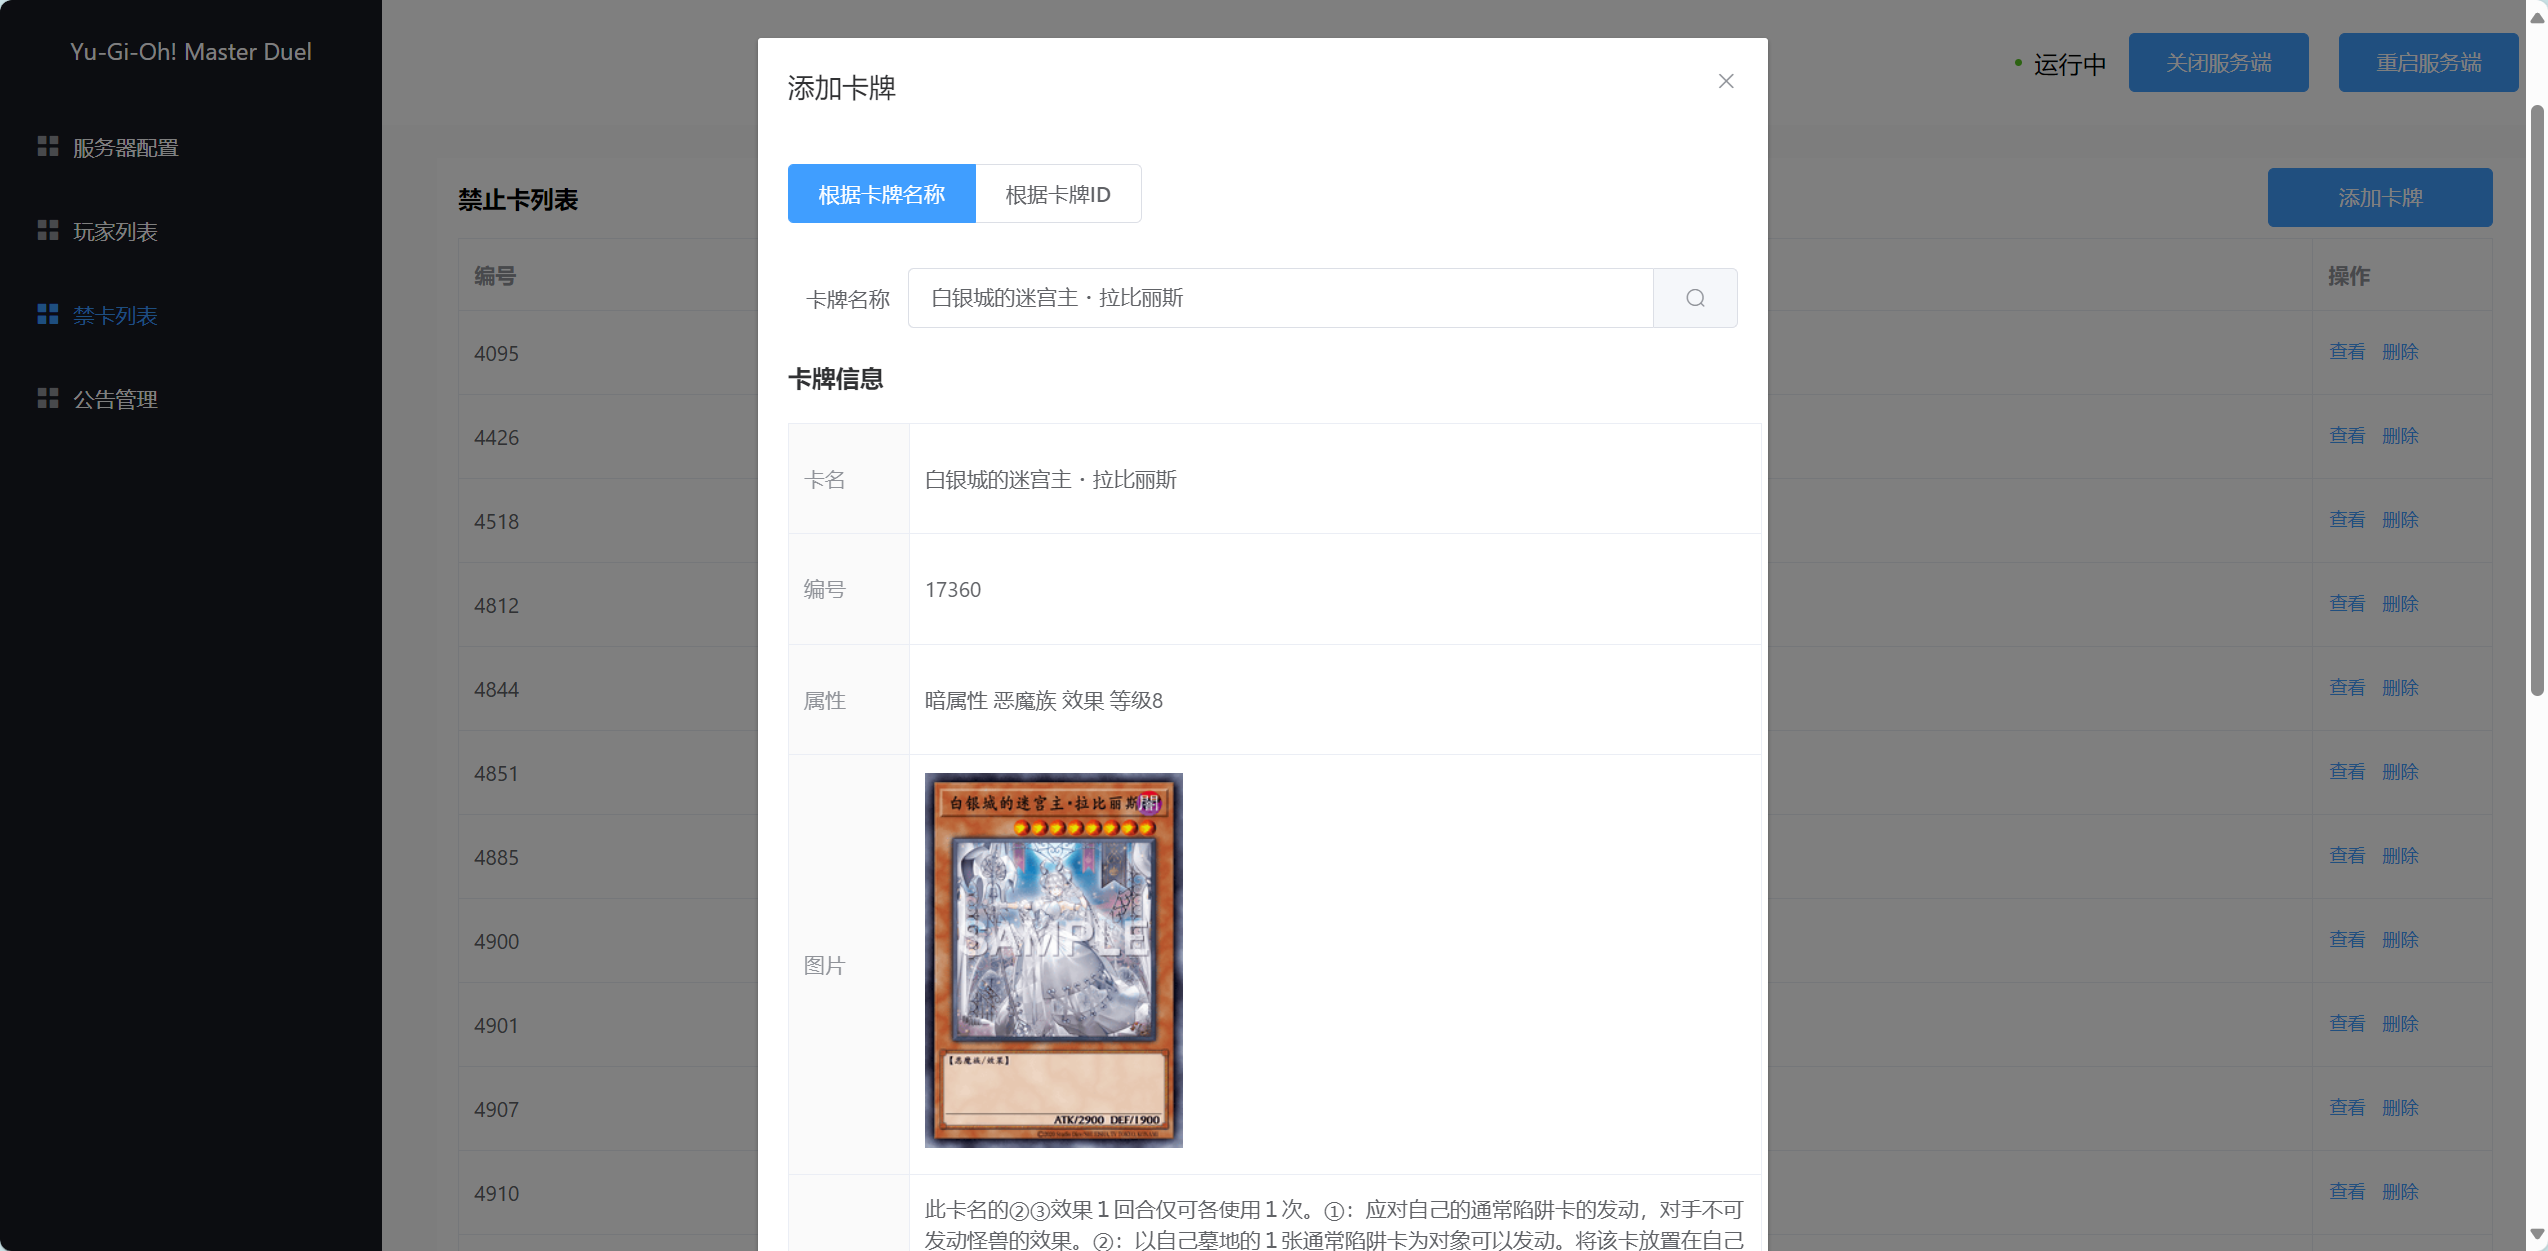 Yu-Gi-Oh! Master Duel
服务器配置
玩家列表
禁卡列表
公告管理
运行中
关闭服务端
重启服务端
禁止卡列表
添加卡牌
编号
操作
4095
查看 删除
4426
查看 删除
4518
查看 删除
4812
查看 删除
4844
查看 删除
4851
查看 删除
4885
查看 删除
4900
查看 删除
4901
查看 删除
4907
查看 删除
4910
查看 删除
添加卡牌
根据卡牌名称
根据卡牌ID
卡牌名称
白银城的迷宫主・拉比丽斯
卡牌信息
卡名
白银城的迷宫主・拉比丽斯
编号
17360
属性
暗属性 恶魔族 效果 等级8
图片
白银城的迷宫主・拉比丽斯
闇
SAMPLE
【恶魔族/效果】
ATK/2900 DEF/1900
此卡名的②③效果１回合仅可各使用１次。①：应对自己的通常陷阱卡的发动，对手不可
发动怪兽的效果。②：以自己墓地的１张通常陷阱卡为对象可以发动。将该卡放置在自己